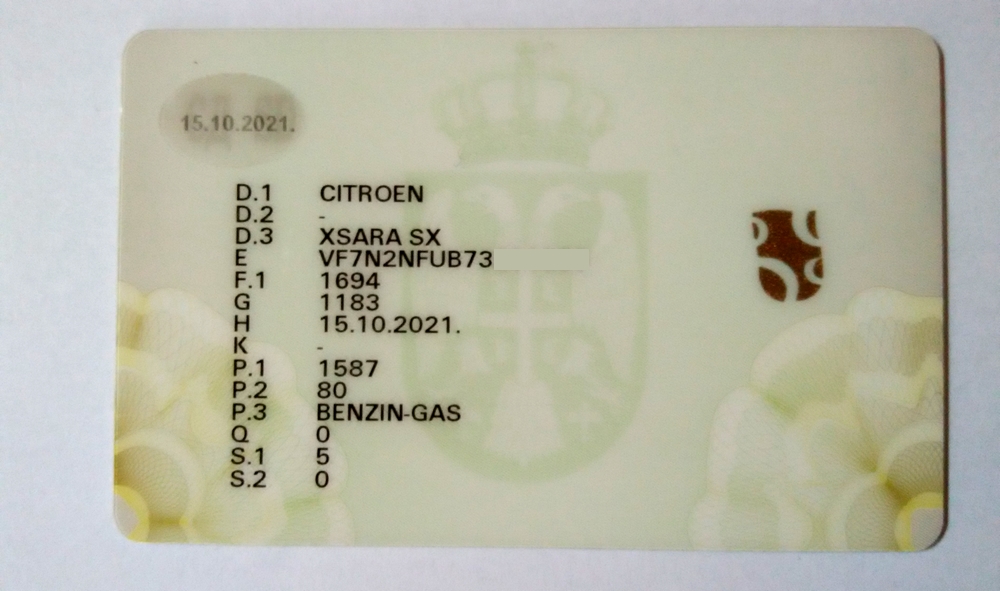 15.10.2021.
D.1 CITROEN
D.2 -
D.3 XSARA SX
E VF7N2NFUB73
F.1 1694
G 1183
H 15.10.2021.
K -
P.1 1587
P.2 80
P.3 BENZIN-GAS
Q 0
S.1 5
S.2 0